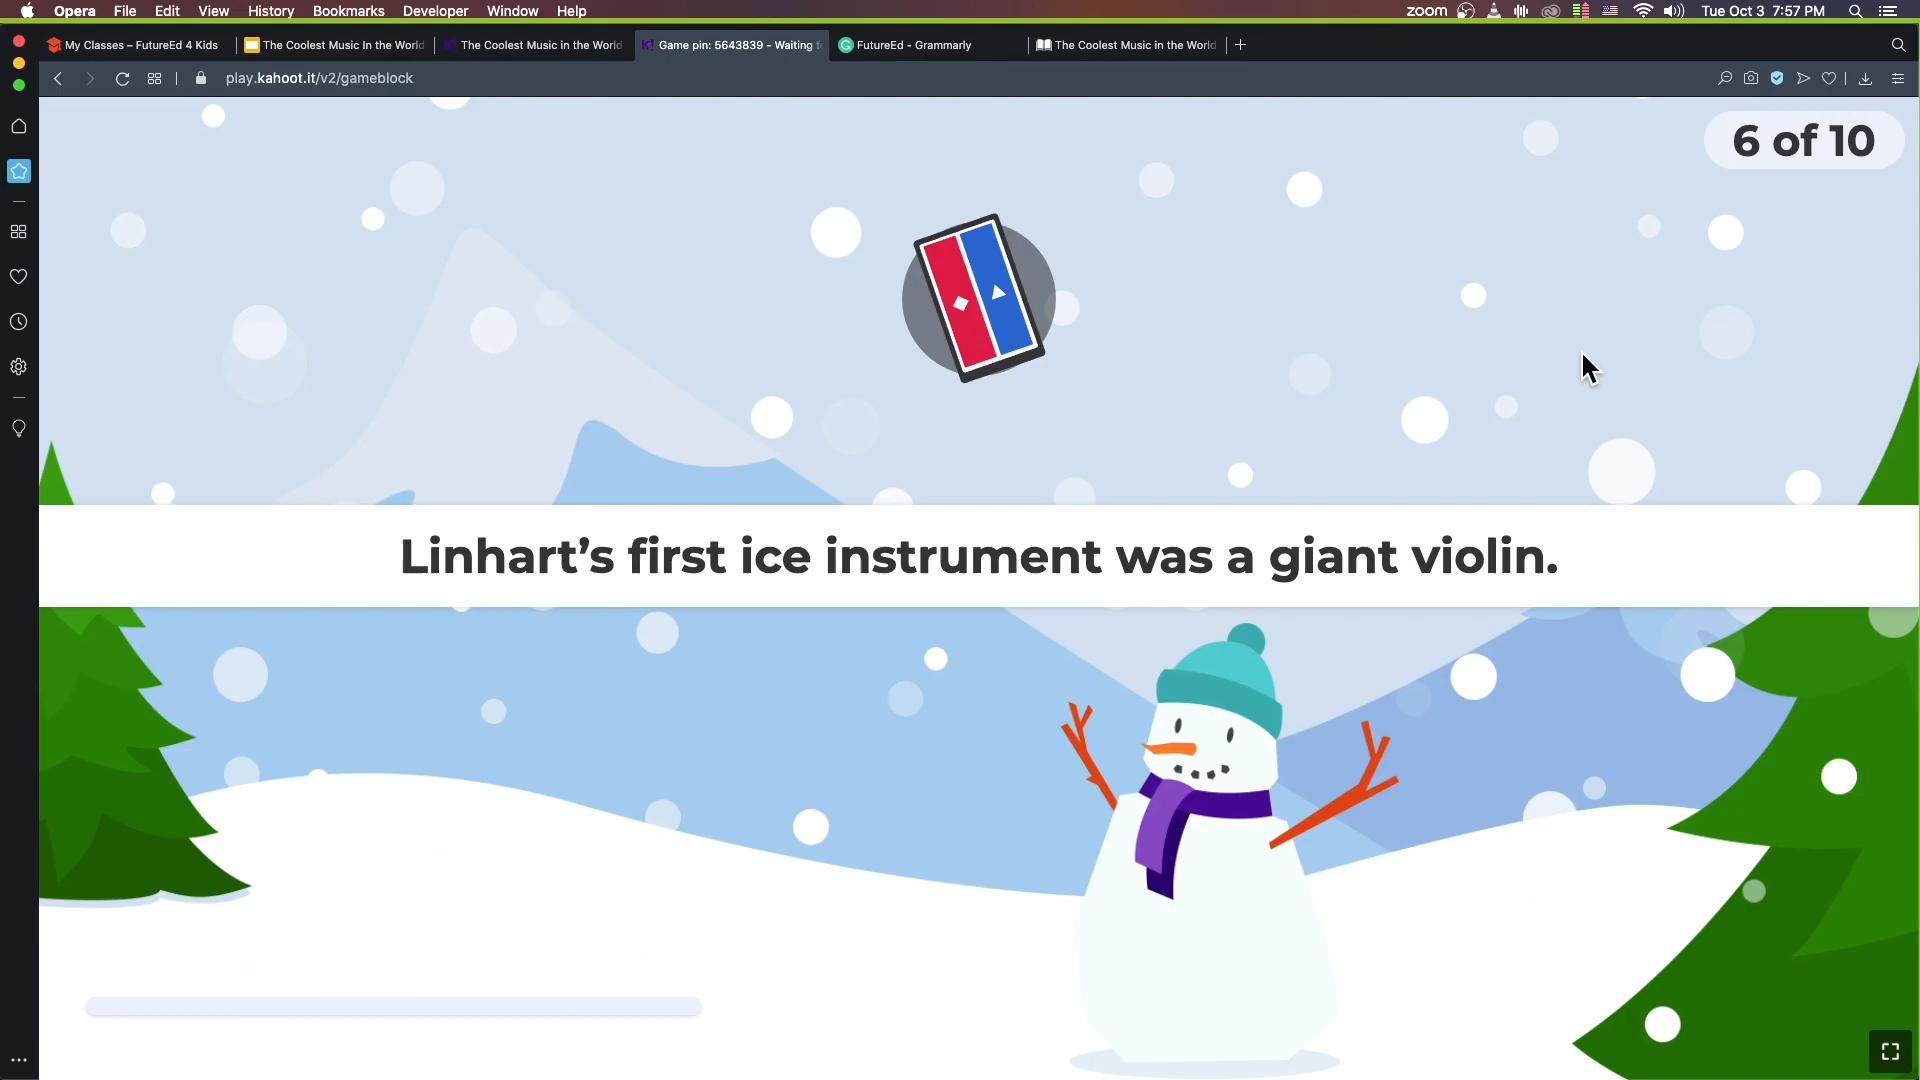 Opera File Edit View History Bookmarks Developer Window Help
zoom Tue Oct 3 7:57 PM
My Classes – FutureEd 4 Kids
The Coolest Music In the World
The Coolest Music in the World
Game pin: 5643839 - Waiting f
FutureEd - Grammarly
The Coolest Music in the World
play.kahoot.it/v2/gameblock
6 of 10
Linhart’s first ice instrument was a giant violin.